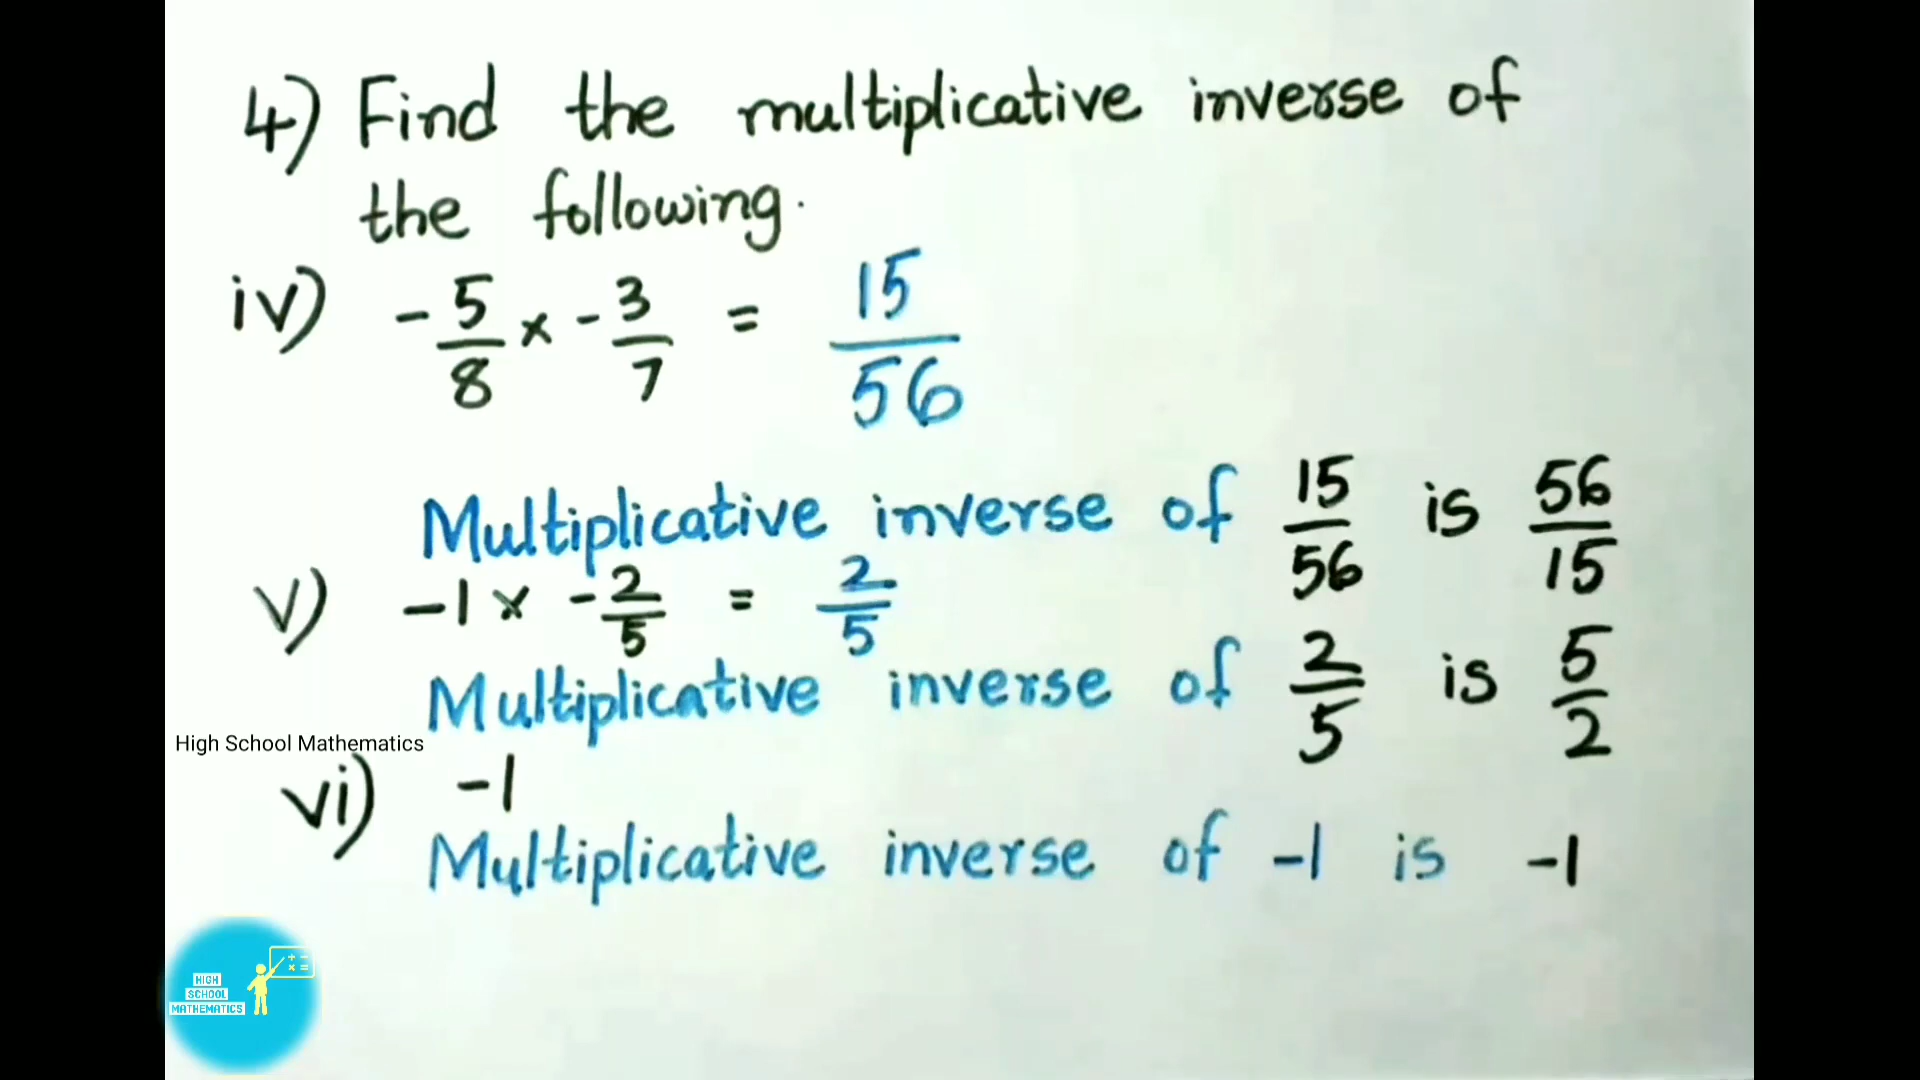 4) Find the multiplicative inverse of
the following.
iv) -5/8 x -3/7 = 15/56
Multiplicative inverse of 15/56 is 56/15
v) -1 x -2/5 = 2/5
Multiplicative inverse of 2/5 is 5/2
High School Mathematics
vi) -1
Multiplicative inverse of -1 is -1
HIGH
SCHOOL
MATHEMATICS